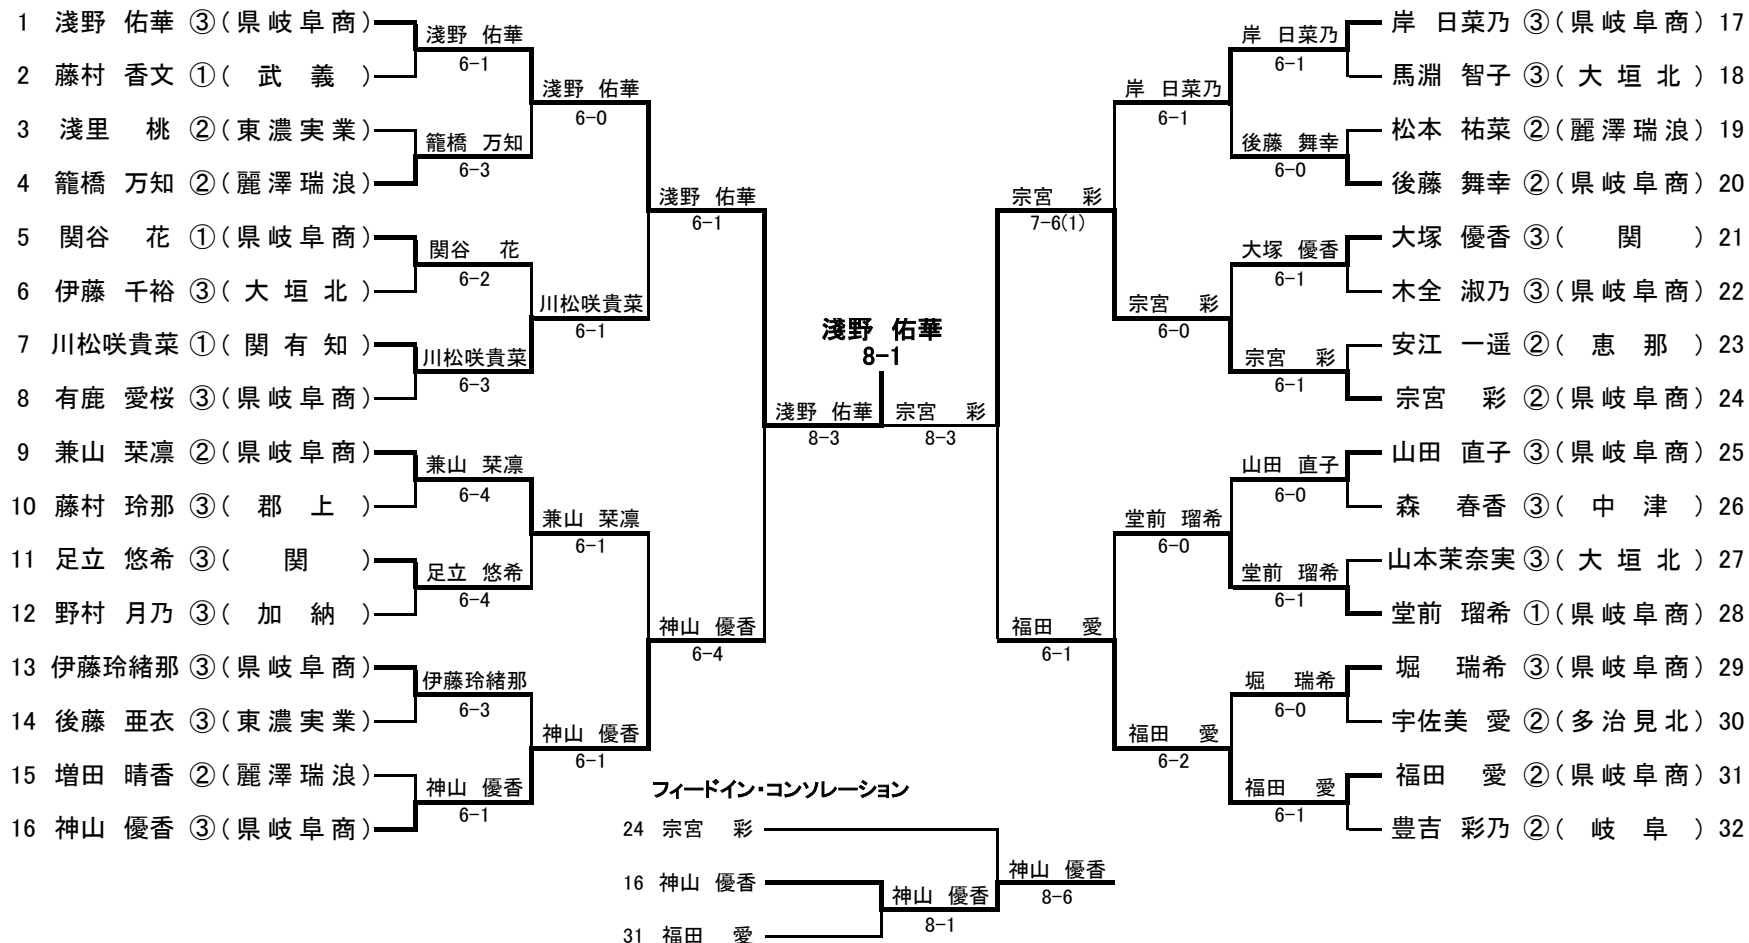 1 淺野 佑華 ③(県岐阜商)
2 藤村 香文 ①( 武 義 )
3 淺里 桃 ②(東濃実業)
4 籠橋 万知 ②(麗澤瑞浪)
5 関谷 花 ①(県岐阜商)
6 伊藤 千裕 ③(大 垣 北)
7 川松咲貴菜 ①(関 有 知)
8 有鹿 愛桜 ③(県岐阜商)
9 兼山 栞凛 ②(県岐阜商)
10 藤村 玲那 ③( 郡 上 )
11 足立 悠希 ③( 関 )
12 野村 月乃 ③( 加 納 )
13 伊藤玲緒那 ③(県岐阜商)
14 後藤 亜衣 ③(東濃実業)
15 増田 晴香 ②(麗澤瑞浪)
16 神山 優香 ③(県岐阜商)
淺野 佑華
6-1
籠橋 万知
6-3
関谷 花
6-2
川松咲貴菜
6-3
兼山 栞凛
6-4
足立 悠希
6-4
伊藤玲緒那
6-3
神山 優香
6-1
淺野 佑華
6-0
川松咲貴菜
6-1
兼山 栞凛
6-1
神山 優香
6-1
淺野 佑華
6-1
神山 優香
6-4
淺野 佑華
8-3
淺野 佑華
8-1
宗宮 彩
8-3
宗宮 彩
7-6(1)
福田 愛
6-1
岸 日菜乃
6-1
宗宮 彩
6-0
堂前 瑠希
6-0
福田 愛
6-2
岸 日菜乃
6-1
後藤 舞幸
6-0
大塚 優香
6-1
宗宮 彩
6-1
山田 直子
6-0
堂前 瑠希
6-1
堀 瑞希
6-0
福田 愛
6-1
岸 日菜乃 ③(県岐阜商) 17
馬淵 智子 ③(大 垣 北) 18
松本 祐菜 ②(麗澤瑞浪) 19
後藤 舞幸 ②(県岐阜商) 20
大塚 優香 ③( 関 ) 21
木全 淑乃 ③(県岐阜商) 22
安江 一遥 ②( 恵 那 ) 23
宗宮 彩 ②(県岐阜商) 24
山田 直子 ③(県岐阜商) 25
森 春香 ③( 中 津 ) 26
山本茉奈実 ③(大 垣 北) 27
堂前 瑠希 ①(県岐阜商) 28
堀 瑞希 ③(県岐阜商) 29
宇佐美 愛 ②(多治見北) 30
福田 愛 ②(県岐阜商) 31
豊吉 彩乃 ②( 岐 阜 ) 32
フィードイン・コンソレーション
24 宗宮 彩
16 神山 優香
31 福田 愛
神山 優香
8-1
神山 優香
8-6